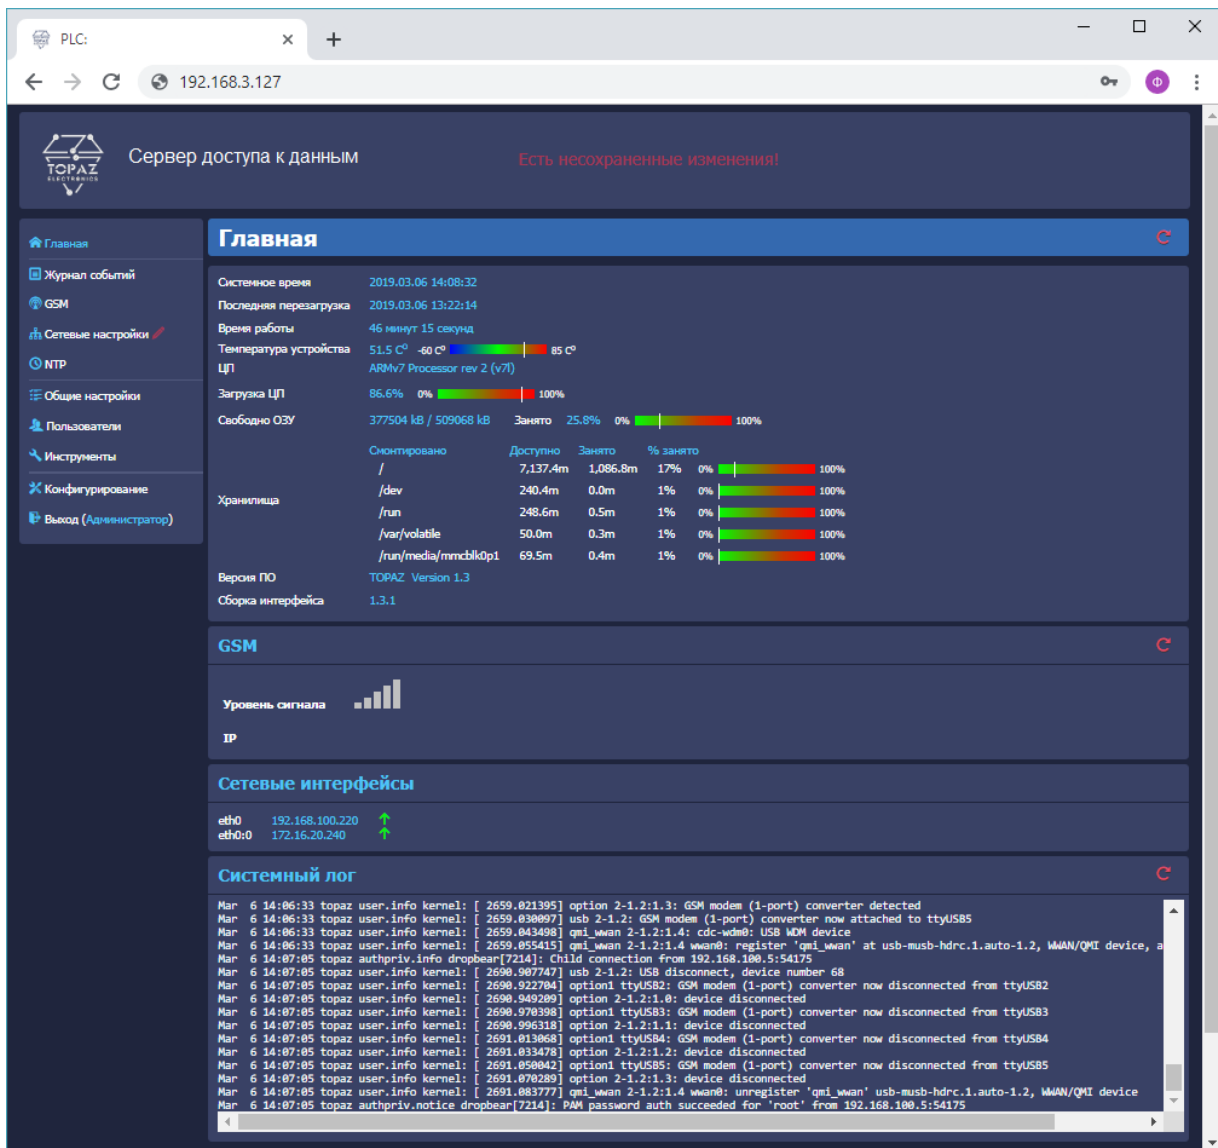 PLC:
192.168.3.127
Ф
TOPAZ
ELECTRONICS
Сервер доступа к данным
Есть несохраненные изменения!
Главная
Журнал событий
GSM
Сетевые настройки
NTP
Общие настройки
Пользователи
Инструменты
Конфигурирование
Выход (Администратор)
Главная
Системное время 2019.03.06 14:08:32
Последняя перезагрузка 2019.03.06 13:22:14
Время работы 46 минут 15 секунд
Температура устройства 51.5 C° -60 C° 85 C°
ЦП ARMv7 Processor rev 2 (v7l)
Загрузка ЦП 86.6% 0% 100%
Свободно ОЗУ 377504 kB / 509068 kB Занято 25.8% 0% 100%
Хранилища
Смонтировано Доступно Занято % занято
/ 7,137.4m 1,086.8m 17% 0% 100%
/dev 240.4m 0.0m 1% 0% 100%
/run 248.6m 0.5m 1% 0% 100%
/var/volatile 50.0m 0.3m 1% 0% 100%
/run/media/mmcblk0p1 69.5m 0.4m 1% 0% 100%
Версия ПО TOPAZ Version 1.3
Сборка интерфейса 1.3.1
GSM
Уровень сигнала
IP
Сетевые интерфейсы
eth0 192.168.100.220
eth0:0 172.16.20.240
Системный лог
Mar 6 14:06:33 topaz user.info kernel: [ 2659.021395] option 2-1.2:1.3: GSM modem (1-port) converter detected
Mar 6 14:06:33 topaz user.info kernel: [ 2659.030097] usb 2-1.2: GSM modem (1-port) converter now attached to ttyUSB5
Mar 6 14:06:33 topaz user.info kernel: [ 2659.043498] qmi_wwan 2-1.2:1.4: cdc-wdm0: USB WDM device
Mar 6 14:06:33 topaz user.info kernel: [ 2659.055415] qmi_wwan 2-1.2:1.4 wwan0: register 'qmi_wwan' at usb-musb-hdrc.1.auto-1.2, WWAN/QMI device, a
Mar 6 14:07:05 topaz authpriv.info dropbear[7214]: Child connection from 192.168.100.5:54175
Mar 6 14:07:05 topaz user.info kernel: [ 2690.907747] usb 2-1.2: USB disconnect, device number 68
Mar 6 14:07:05 topaz user.info kernel: [ 2690.922704] option1 ttyUSB2: GSM modem (1-port) converter now disconnected from ttyUSB2
Mar 6 14:07:05 topaz user.info kernel: [ 2690.949209] option 2-1.2:1.0: device disconnected
Mar 6 14:07:05 topaz user.info kernel: [ 2690.970398] option1 ttyUSB3: GSM modem (1-port) converter now disconnected from ttyUSB3
Mar 6 14:07:05 topaz user.info kernel: [ 2690.996318] option 2-1.2:1.1: device disconnected
Mar 6 14:07:05 topaz user.info kernel: [ 2691.013068] option1 ttyUSB4: GSM modem (1-port) converter now disconnected from ttyUSB4
Mar 6 14:07:05 topaz user.info kernel: [ 2691.033478] option 2-1.2:1.2: device disconnected
Mar 6 14:07:05 topaz user.info kernel: [ 2691.050042] option1 ttyUSB5: GSM modem (1-port) converter now disconnected from ttyUSB5
Mar 6 14:07:05 topaz user.info kernel: [ 2691.070289] option 2-1.2:1.3: device disconnected
Mar 6 14:07:05 topaz user.info kernel: [ 2691.083777] qmi_wwan 2-1.2:1.4 wwan0: unregister 'qmi_wwan' usb-musb-hdrc.1.auto-1.2, WWAN/QMI device
Mar 6 14:07:05 topaz authpriv.notice dropbear[7214]: PAM password auth succeeded for 'root' from 192.168.100.5:54175